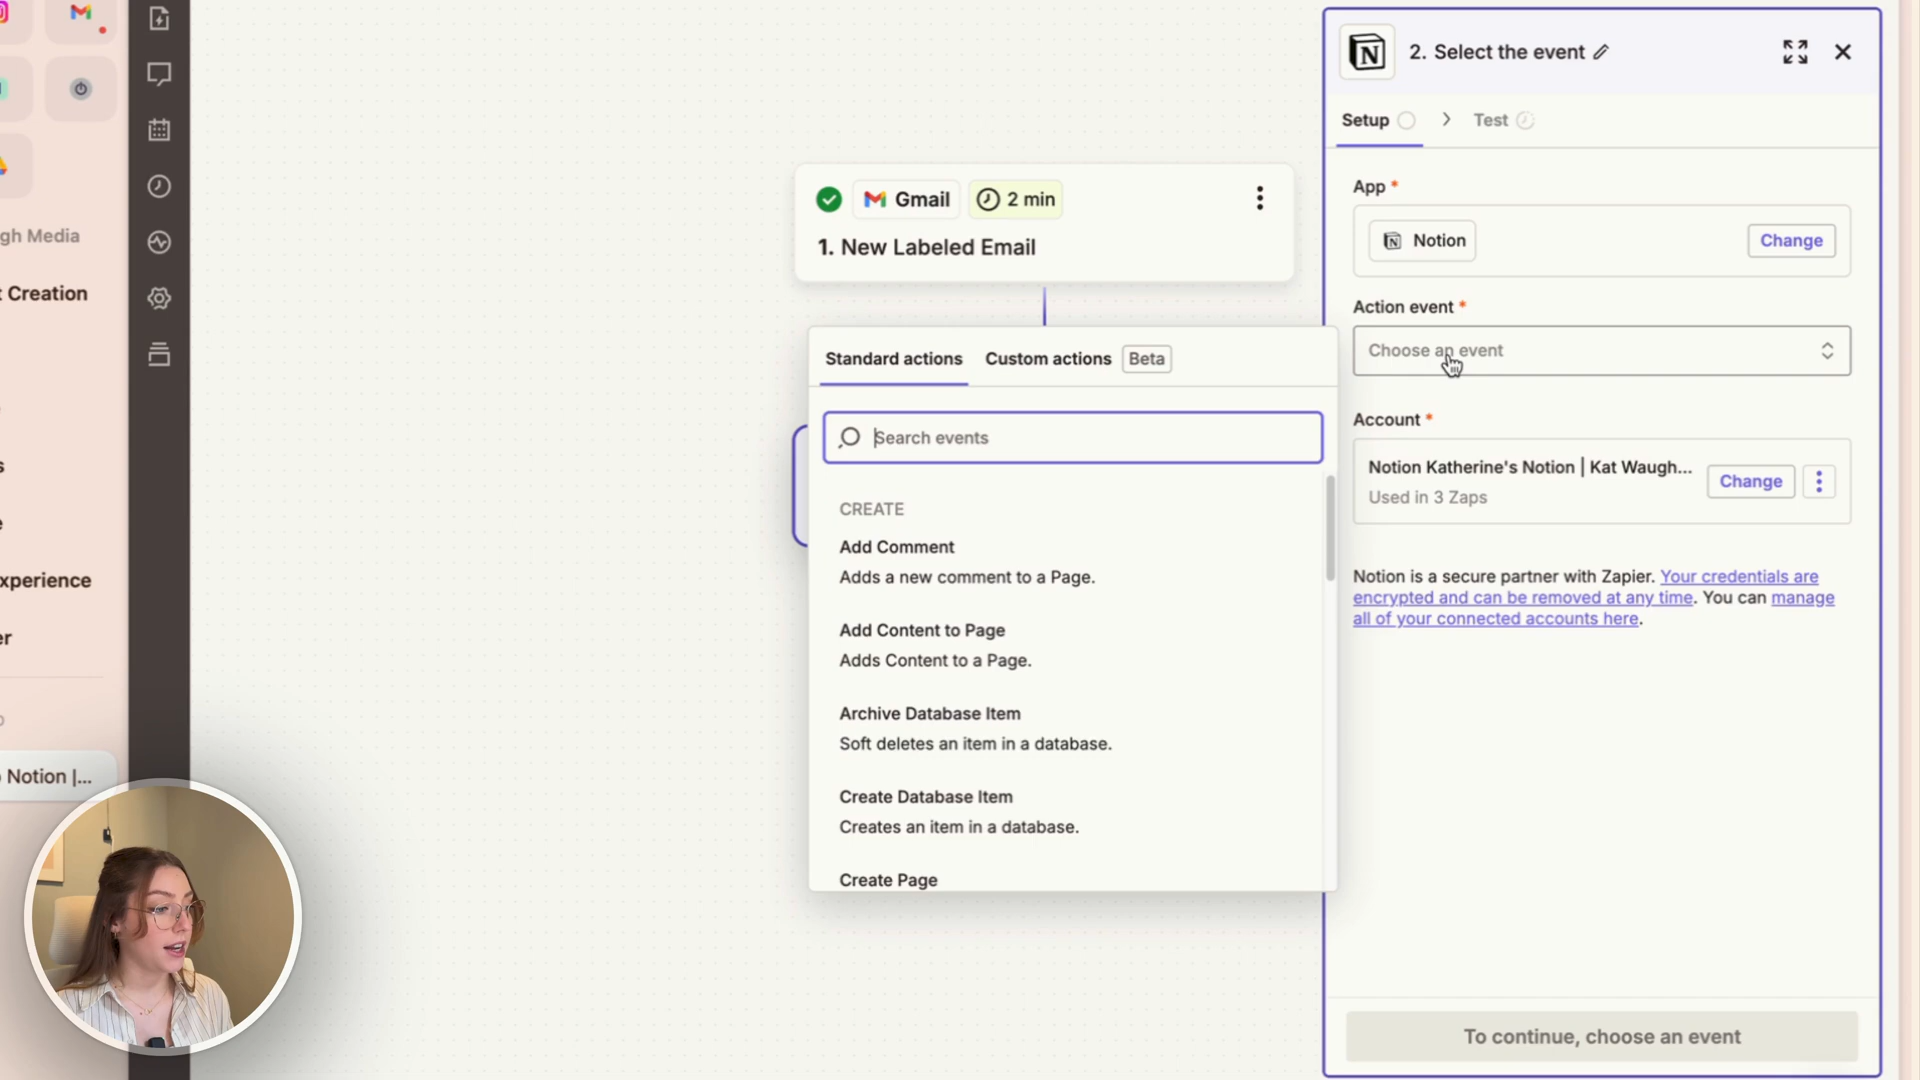 gh Media
t Creation
s
e
xperience
er
Notion |...
Gmail
2 min
1. New Labeled Email
Standard actions
Custom actions
Beta
Search events
CREATE
Add Comment
Adds a new comment to a Page.
Add Content to Page
Adds Content to a Page.
Archive Database Item
Soft deletes an item in a database.
Create Database Item
Creates an item in a database.
Create Page
2. Select the event
Setup
Test
App *
Notion
Change
Action event *
Choose an event
Account *
Notion Katherine's Notion | Kat Waugh...
Used in 3 Zaps
Change
Notion is a secure partner with Zapier. Your credentials are
encrypted and can be removed at any time. You can manage
all of your connected accounts here.
To continue, choose an event